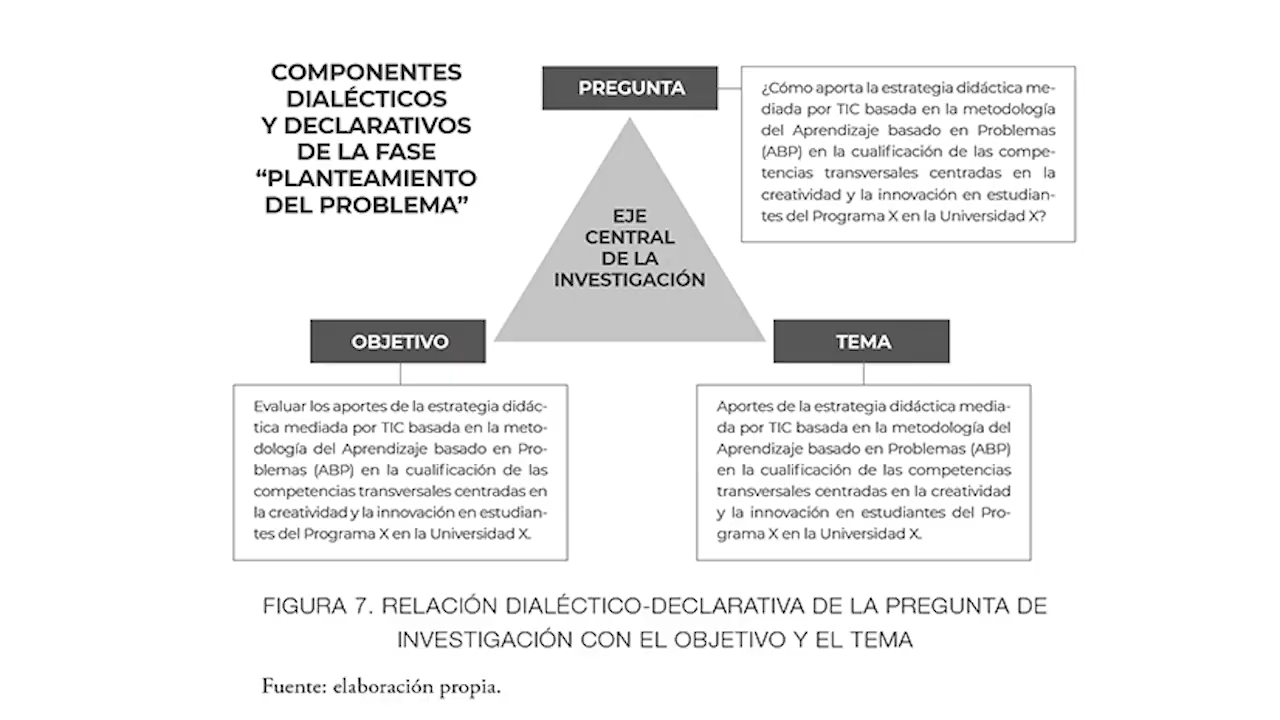 COMPONENTES
DIALÉCTICOS
Y DECLARATIVOS
DE LA FASE
“PLANTEAMIENTO
DEL PROBLEMA”
PREGUNTA
¿Cómo aporta la estrategia didáctica me-
diada por TIC basada en la metodología
del Aprendizaje basado en Problemas
(ABP) en la cualificación de las compe-
tencias transversales centradas en la
creatividad y la innovación en estudian-
tes del Programa X en la Universidad X?
EJE
CENTRAL
DE LA
INVESTIGACIÓN
OBJETIVO
Evaluar los aportes de la estrategia didác-
tica mediada por TIC basada en la meto-
dología del Aprendizaje basado en Pro-
blemas (ABP) en la cualificación de las
competencias transversales centradas en
la creatividad y la innovación en estudian-
tes del Programa X en la Universidad X.
TEMA
Aportes de la estrategia didáctica media-
da por TIC basada en la metodología del
Aprendizaje basado en Problemas (ABP)
en la cualificación de las competencias
transversales centradas en la creatividad
y la innovación en estudiantes del Pro-
grama X en la Universidad X.
FIGURA 7. RELACIÓN DIALÉCTICO-DECLARATIVA DE LA PREGUNTA DE
INVESTIGACIÓN CON EL OBJETIVO Y EL TEMA
Fuente: elaboración propia.